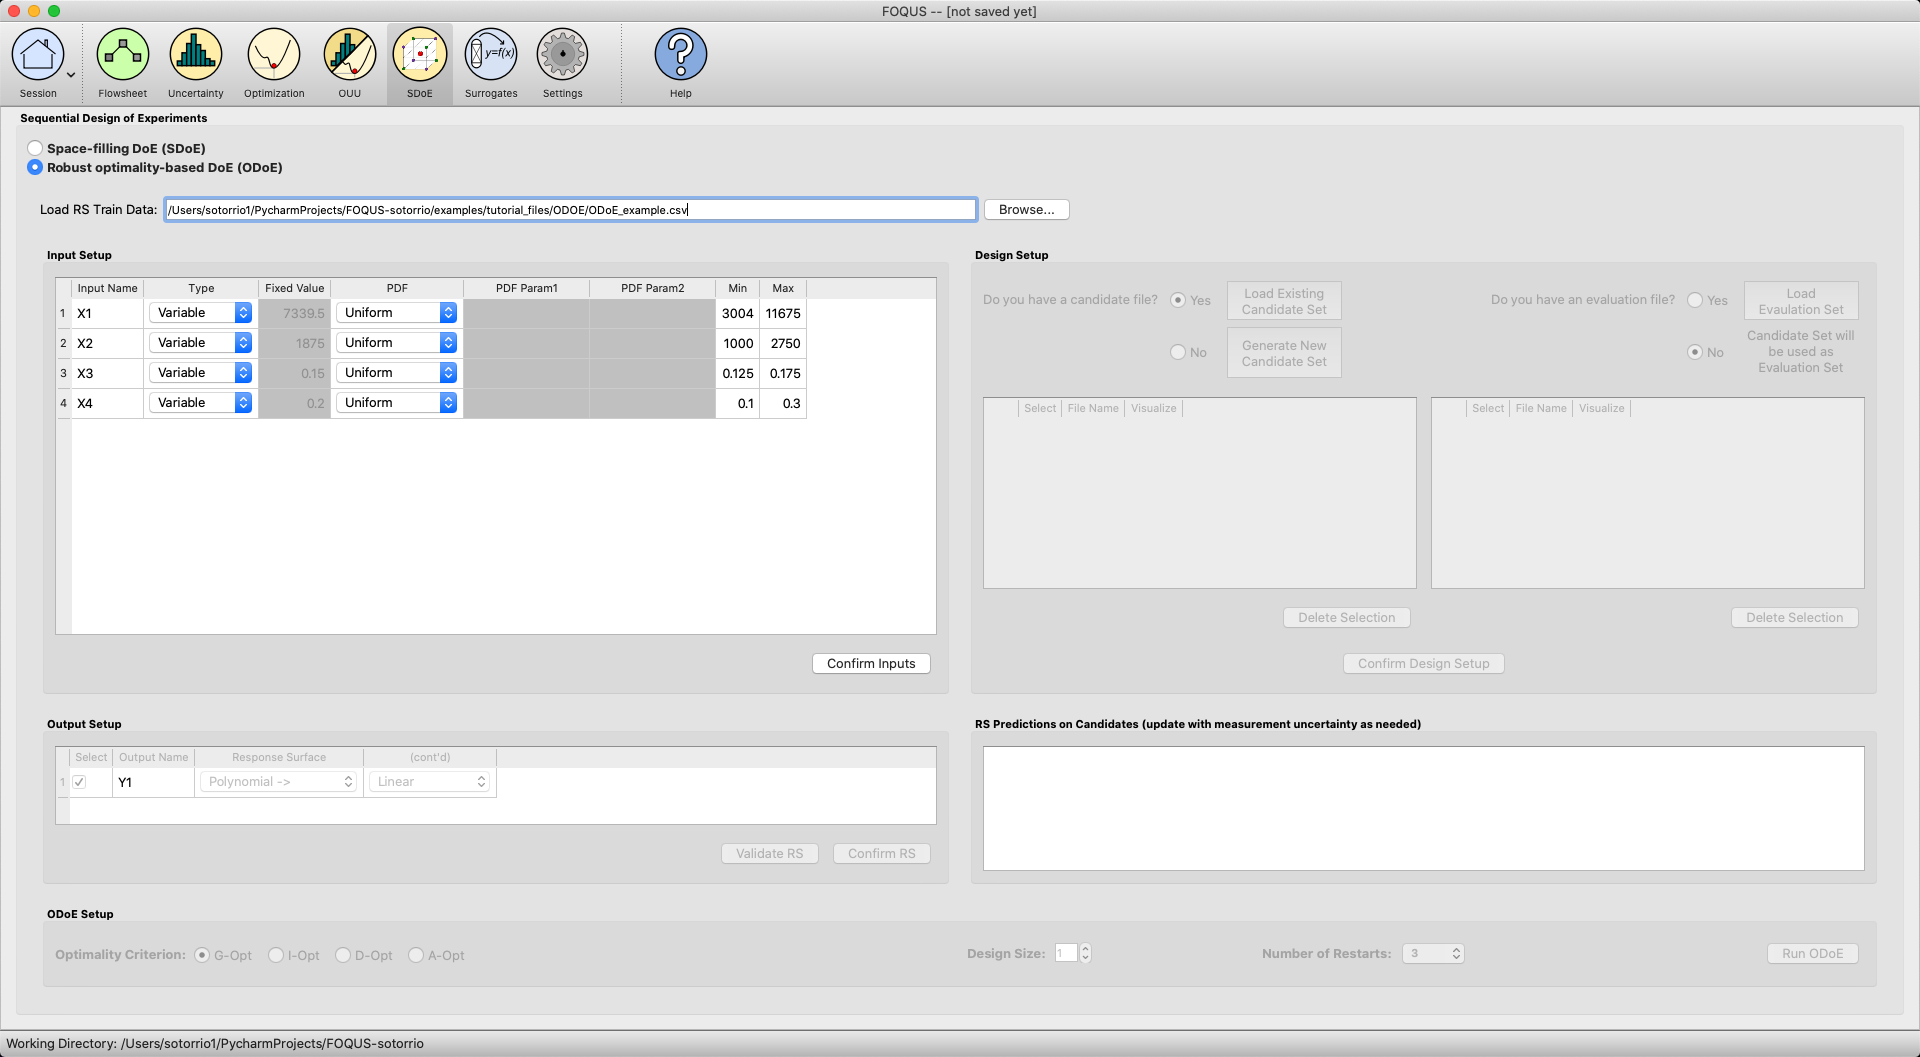 FOQUS -- [not saved yet]
Session
Flowsheet
Uncertainty
Optimization
OUU
SDoE
y=f(x)
Surrogates
Settings
Help
Sequential Design of Experiments
Space-filling DoE (SDoE)
Robust optimality-based DoE (ODoE)
Load RS Train Data: /Users/sotorrio1/PycharmProjects/FOQUS-sotorrio/examples/tutorial_files/ODOE/ODoE_example.csv Browse...
Input Setup
Input Name Type Fixed Value PDF PDF Param1 PDF Param2 Min Max
1 X1 Variable 7339.5 Uniform 3004 11675
2 X2 Variable 1875 Uniform 1000 2750
3 X3 Variable 0.15 Uniform 0.125 0.175
4 X4 Variable 0.2 Uniform 0.1 0.3
Confirm Inputs
Design Setup
Do you have a candidate file? Yes
Load Existing
Candidate Set
No
Generate New
Candidate Set
Do you have an evaluation file? Yes
Load
Evaulation Set
No
Candidate Set will
be used as
Evaluation Set
Select File Name Visualize
Select File Name Visualize
Delete Selection
Delete Selection
Confirm Design Setup
Output Setup
Select Output Name Response Surface (cont'd)
1 Y1 Polynomial -> Linear
Validate RS Confirm RS
RS Predictions on Candidates (update with measurement uncertainty as needed)
ODoE Setup
Optimality Criterion: G-Opt I-Opt D-Opt A-Opt Design Size: 1 Number of Restarts: 3 Run ODoE
Working Directory: /Users/sotorrio1/PycharmProjects/FOQUS-sotorrio